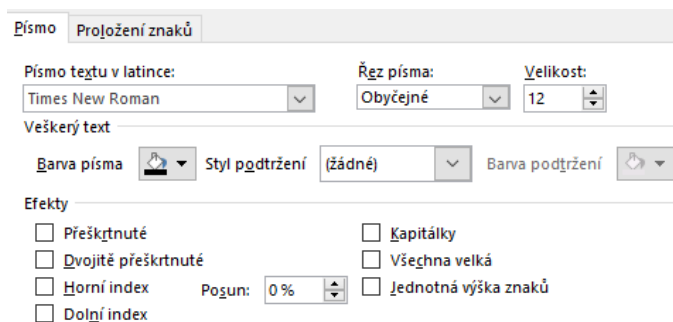 Písmo Proložení znaků
Písmo textu v latince: Řez písma: Velikost:
Times New Roman Obyčejné 12
Veškerý text
Barva písma Styl podtržení (žádné) Barva podtržení
Efekty
Přeškrtnuté Kapitálky
Dvojitě přeškrtnuté Všechna velká
Horní index Posun: 0 % Jednotná výška znaků
Dolní index